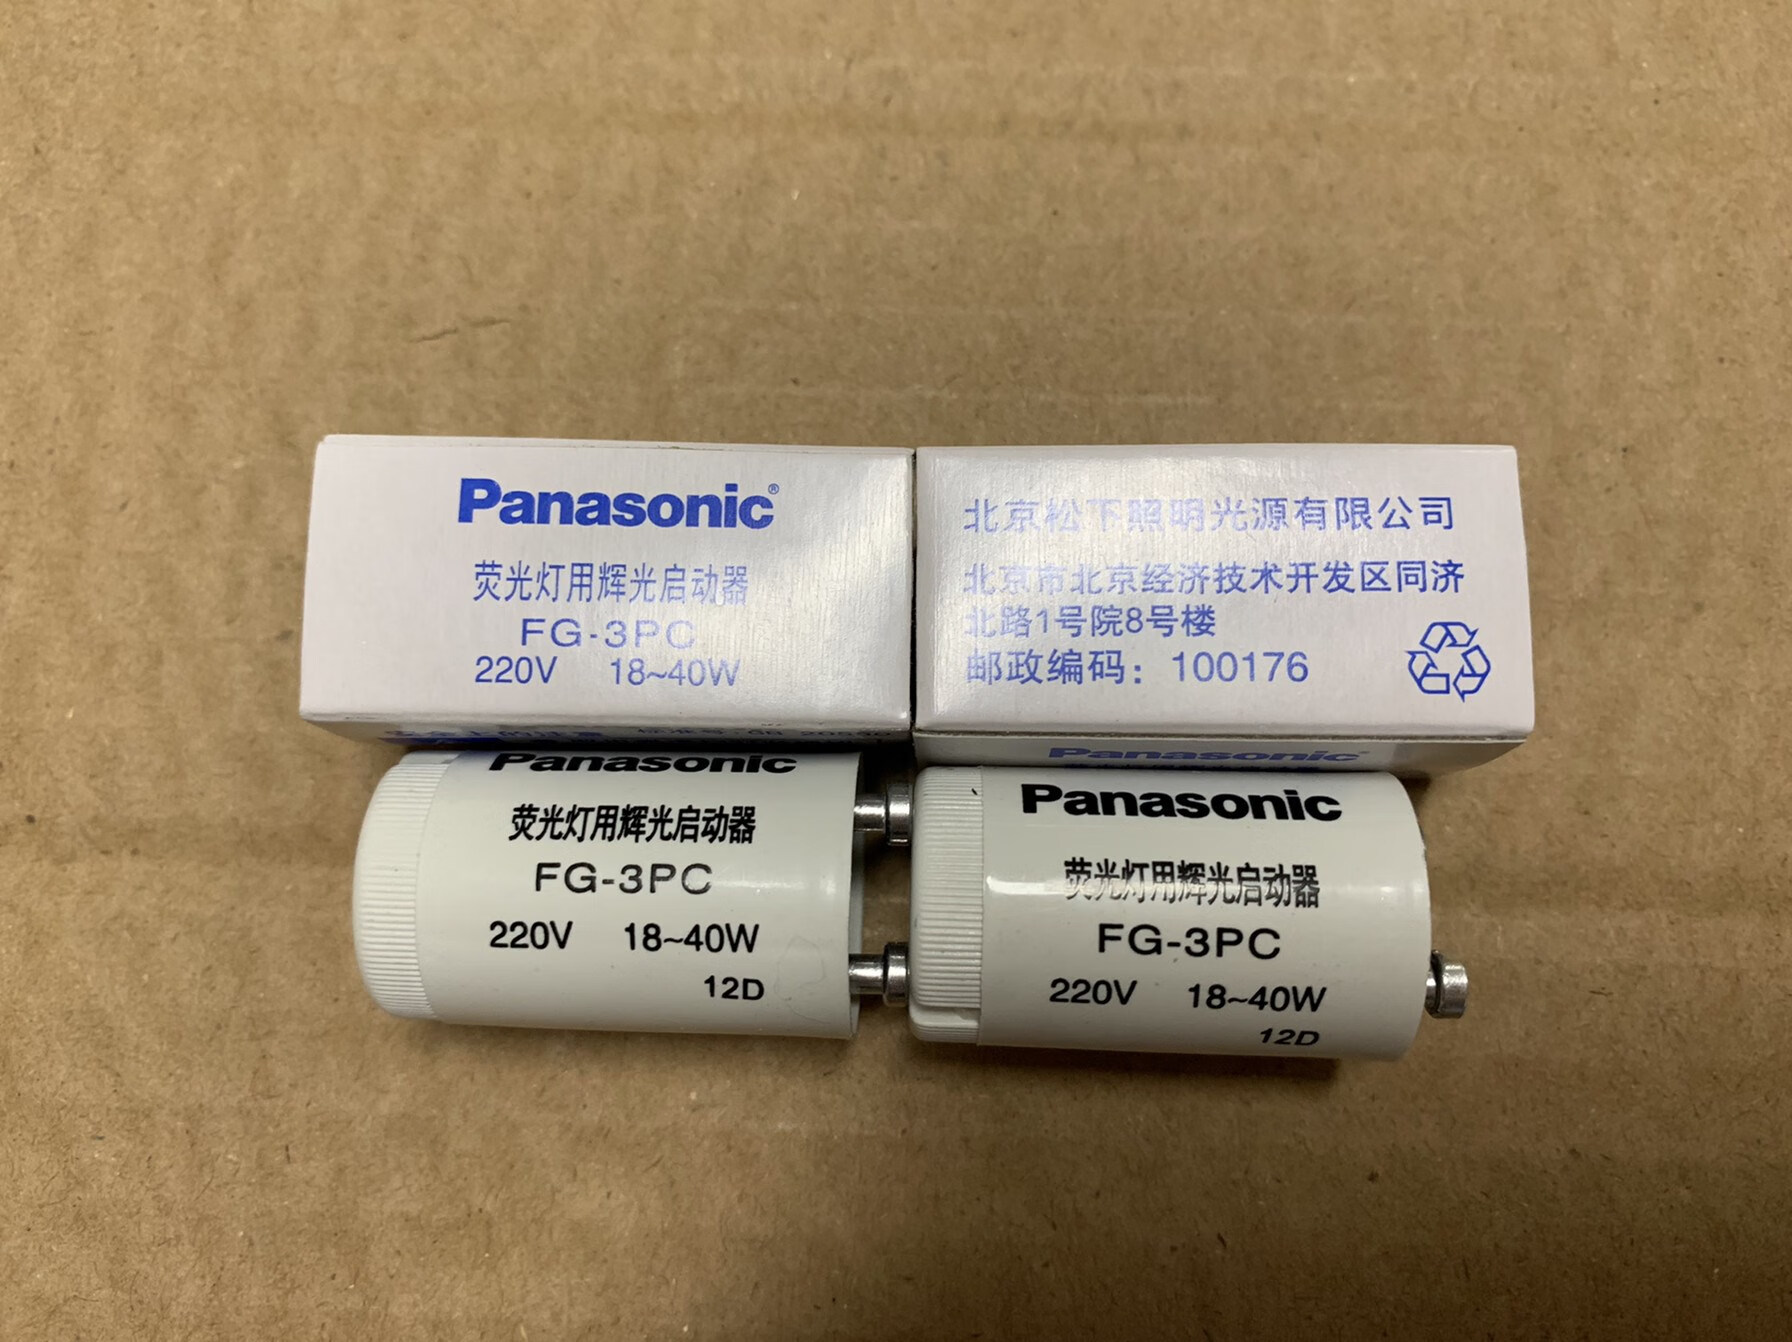 Panasonic®
荧光灯用辉光启动器
FG-3PC
220V 18~40W
北京松下照明光源有限公司
北京市北京经济技术开发区同济
北路1号院8号楼
邮政编码：100176
Panasonic
Panasonic
荧光灯用辉光启动器
FG-3PC
220V 18~40W
12D
Panasonic
荧光灯用辉光启动器
FG-3PC
220V 18~40W
12D